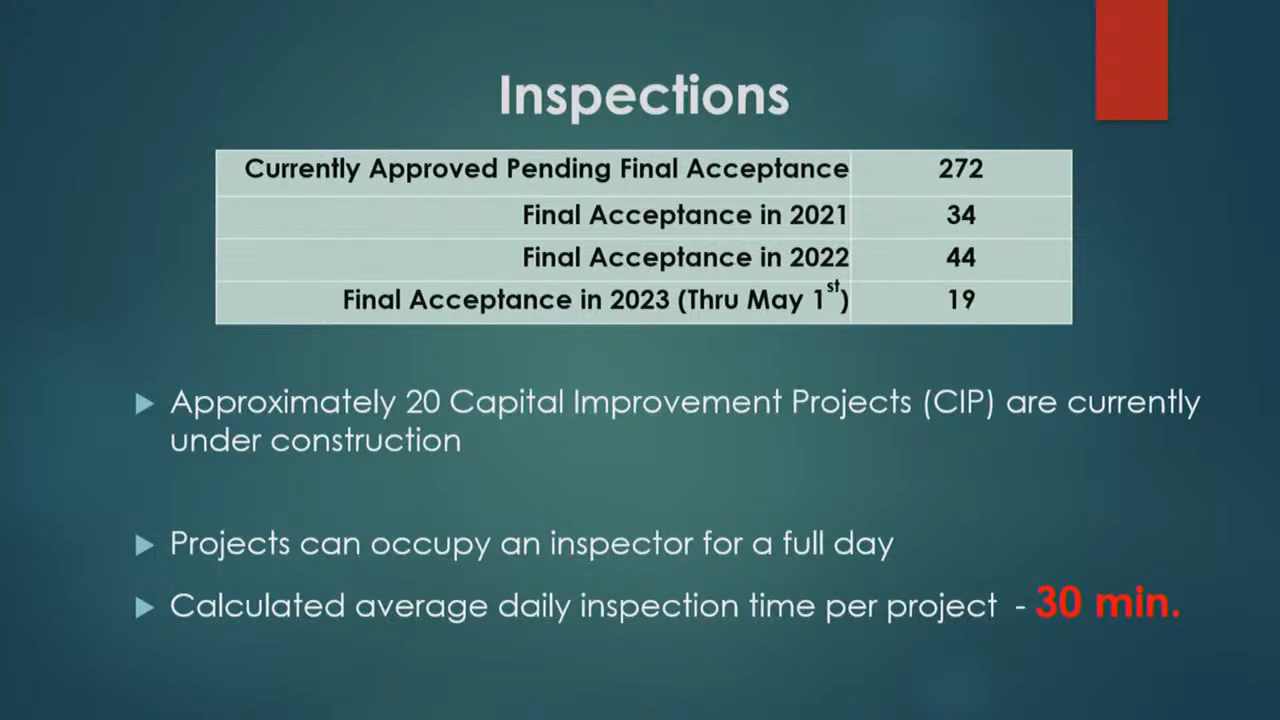 Inspections
Currently Approved Pending Final Acceptance 272
Final Acceptance in 2021 34
Final Acceptance in 2022 44
Final Acceptance in 2023 (Thru May 1st) 19
Approximately 20 Capital Improvement Projects (CIP) are currently
under construction
Projects can occupy an inspector for a full day
Calculated average daily inspection time per project - 30 min.